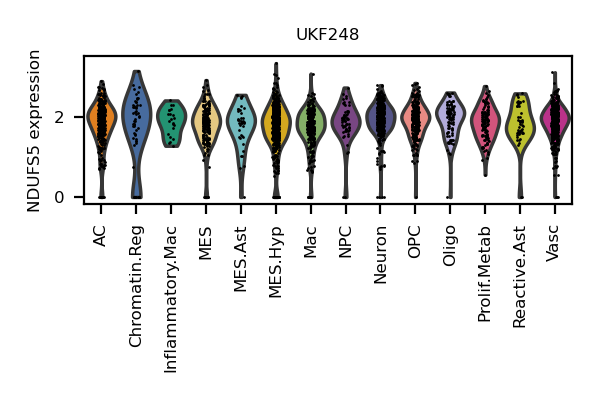 UKF248
NDUFS5 expression
2
0
AC
Chromatin.Reg
Inflammatory.Mac
MES
MES.Ast
MES.Hyp
Mac
NPC
Neuron
OPC
Oligo
Prolif.Metab
Reactive.Ast
Vasc